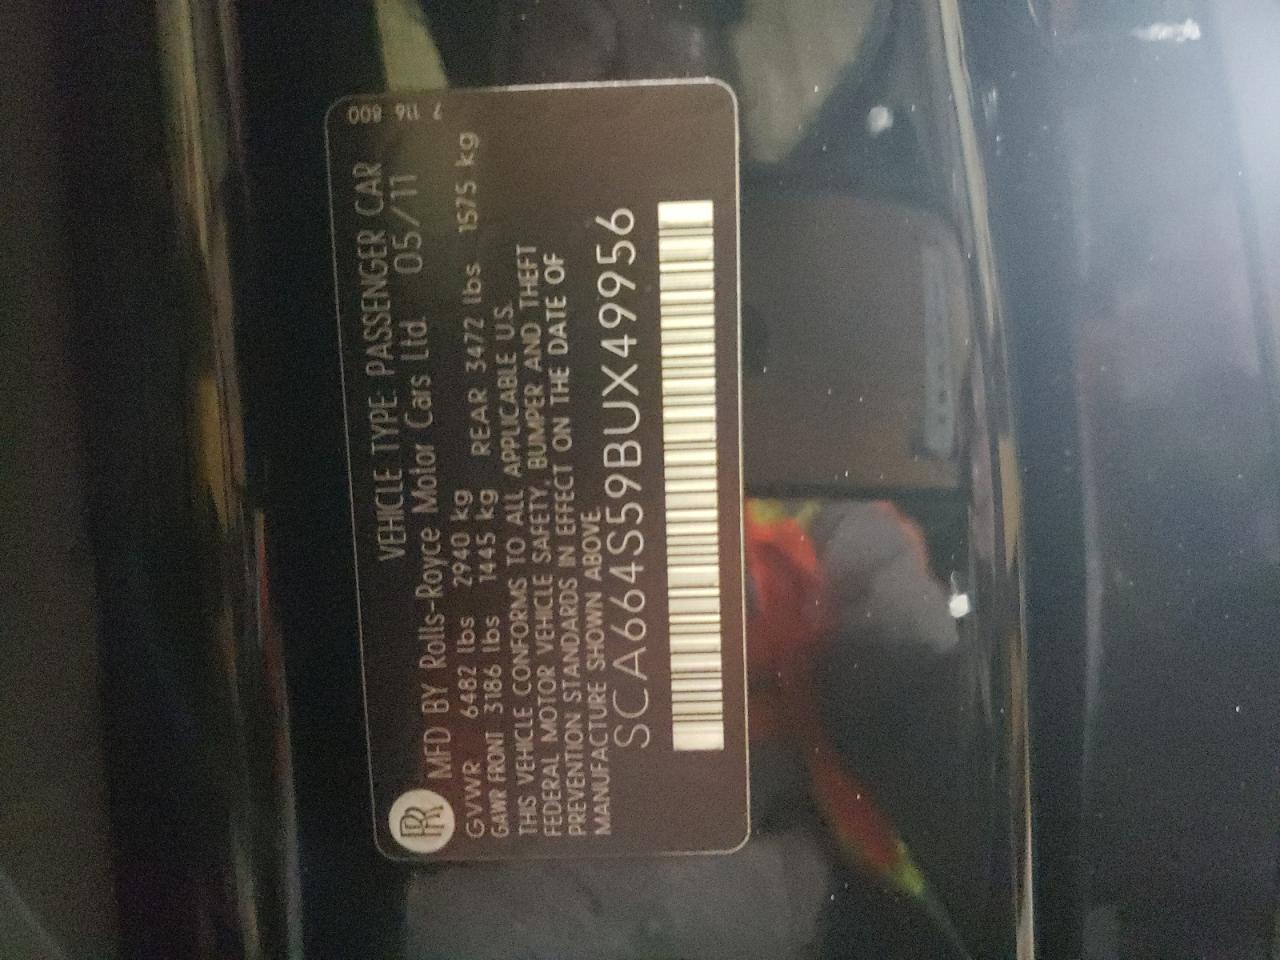 7 116 800
VEHICLE TYPE: PASSENGER CAR
RR MFD BY Rolls-Royce Motor Cars Ltd. 05/11
GVWR 6482 lbs 2940 kg
GAWR FRONT 3186 lbs 1445 kg REAR 3472 lbs 1575 kg
THIS VEHICLE CONFORMS TO ALL APPLICABLE U.S.
FEDERAL MOTOR VEHICLE SAFETY, BUMPER AND THEFT
PREVENTION STANDARDS IN EFFECT ON THE DATE OF
MANUFACTURE SHOWN ABOVE.
SCA664S59BUX49956